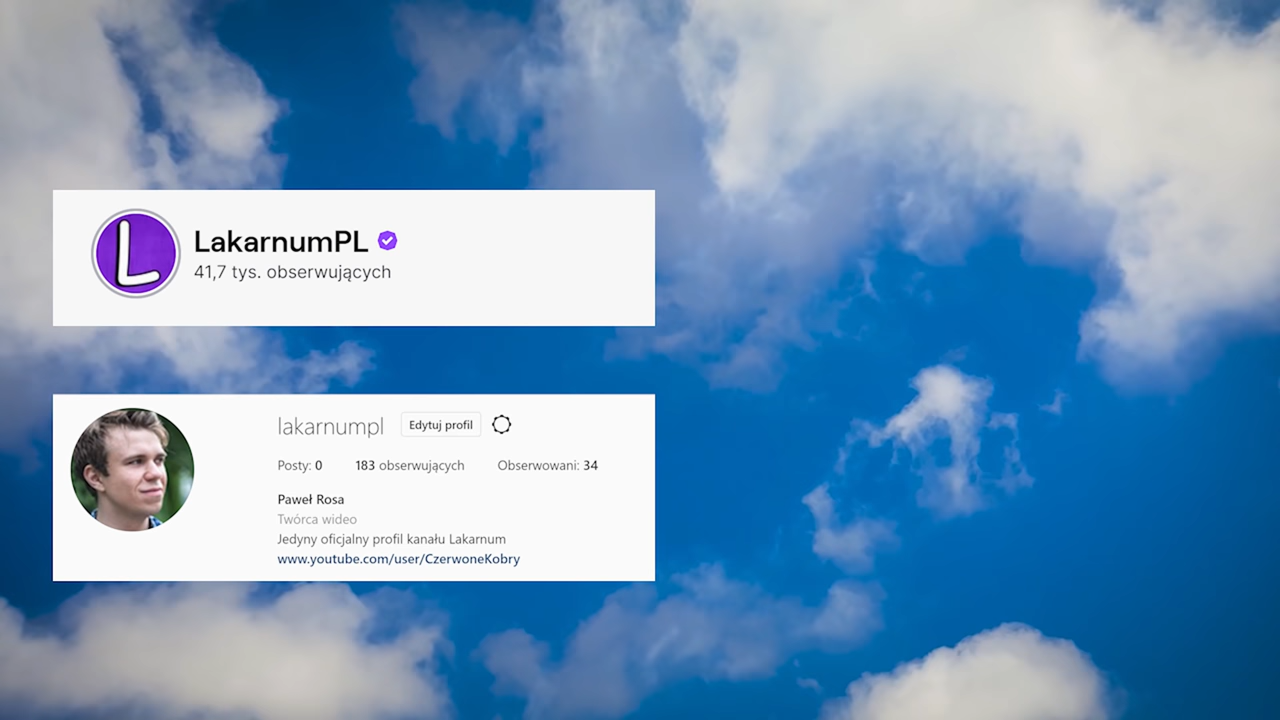 L
LakarnumPL
41,7 tys. obserwujących
lakarnumpl Edytuj profil
Posty: 0 183 obserwujących Obserwowani: 34
Paweł Rosa
Twórca wideo
Jedyny oficjalny profil kanału Lakarnum
www.youtube.com/user/CzerwoneKobry